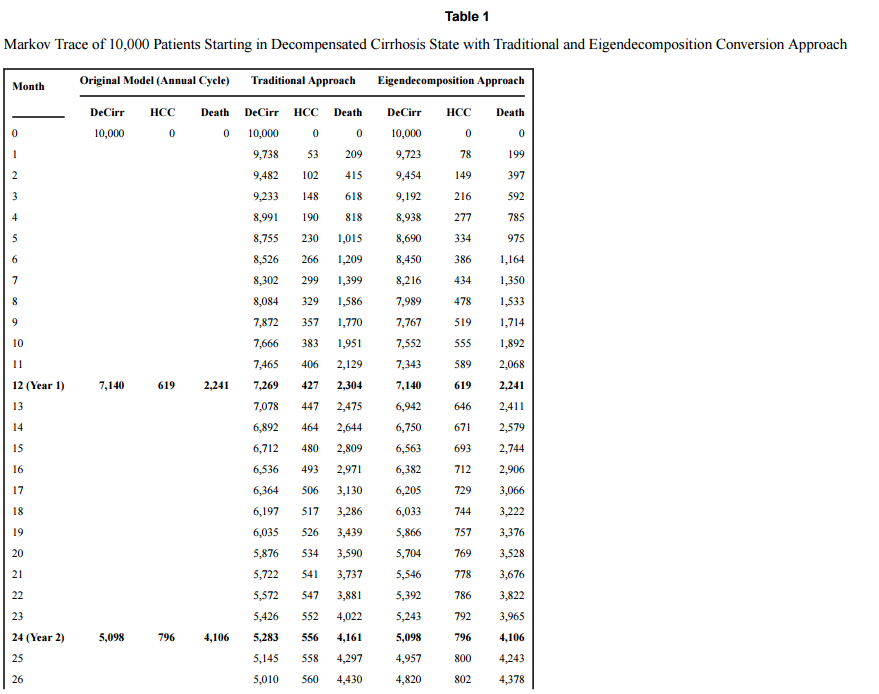 Table 1
Markov Trace of 10,000 Patients Starting in Decompensated Cirrhosis State with Traditional and Eigendecomposition Conversion Approach
Month Original Model (Annual Cycle) Traditional Approach Eigendecomposition Approach
DeCirr HCC Death DeCirr HCC Death DeCirr HCC Death
0 10,000 0 0 10,000 0 0 10,000 0 0
1 9,738 53 209 9,723 78 199
2 9,482 102 415 9,454 149 397
3 9,233 148 618 9,192 216 592
4 8,991 190 818 8,938 277 785
5 8,755 230 1,015 8,690 334 975
6 8,526 266 1,209 8,450 386 1,164
7 8,302 299 1,399 8,216 434 1,350
8 8,084 329 1,586 7,989 478 1,533
9 7,872 357 1,770 7,767 519 1,714
10 7,666 383 1,951 7,552 555 1,892
11 7,465 406 2,129 7,343 589 2,068
12 (Year 1) 7,140 619 2,241 7,269 427 2,304 7,140 619 2,241
13 7,078 447 2,475 6,942 646 2,411
14 6,892 464 2,644 6,750 671 2,579
15 6,712 480 2,809 6,563 693 2,744
16 6,536 493 2,971 6,382 712 2,906
17 6,364 506 3,130 6,205 729 3,066
18 6,197 517 3,286 6,033 744 3,222
19 6,035 526 3,439 5,866 757 3,376
20 5,876 534 3,590 5,704 769 3,528
21 5,722 541 3,737 5,546 778 3,676
22 5,572 547 3,881 5,392 786 3,822
23 5,426 552 4,022 5,243 792 3,965
24 (Year 2) 5,098 796 4,106 5,283 556 4,161 5,098 796 4,106
25 5,145 558 4,297 4,957 800 4,243
26 5,010 560 4,430 4,820 802 4,378